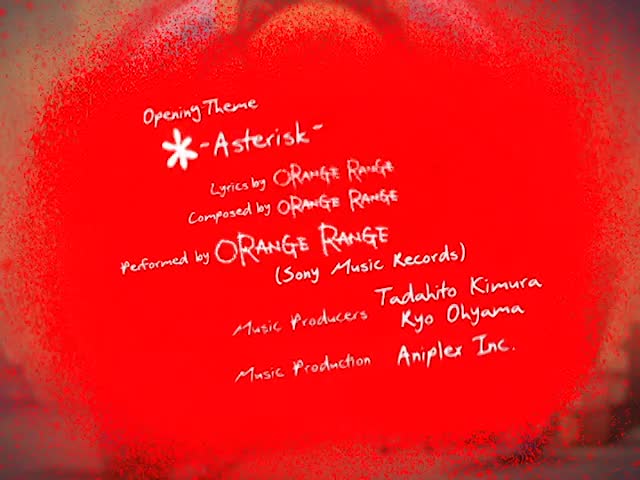 Opening Theme
*-Asterisk-
Lyrics by ORANGE RANGE
Composed by ORANGE RANGE
Performed by ORANGE RANGE
(Sony Music Records)
Music Producers Tadahito Kimura
Ryo Ohyama
Music Production Aniplex Inc.